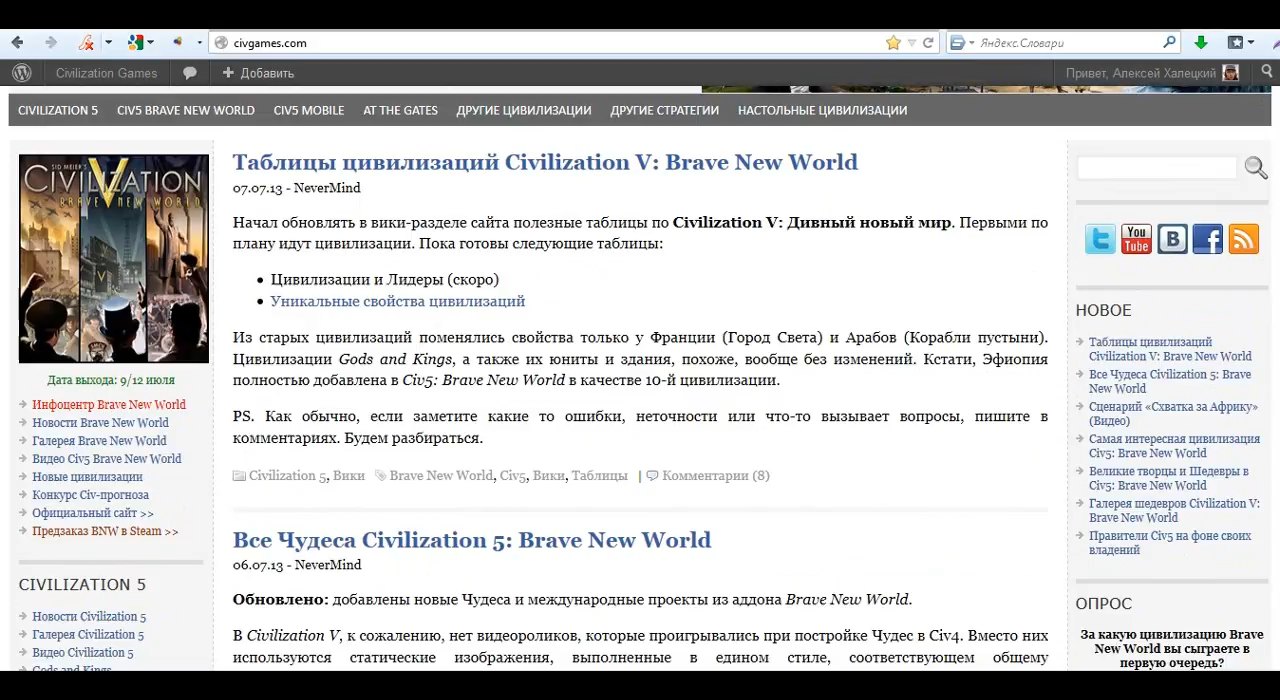 civgames.com
Яндекс.Словари
Civilization Games
Добавить
Привет, Алексей Халецкий
CIVILIZATION 5
CIV5 BRAVE NEW WORLD
CIV5 MOBILE
AT THE GATES
ДРУГИЕ ЦИВИЛИЗАЦИИ
ДРУГИЕ СТРАТЕГИИ
НАСТОЛЬНЫЕ ЦИВИЛИЗАЦИИ
SID MEIER'S
CIVILIZATION
V
BRAVE NEW WORLD
Дата выхода: 9/12 июля
Инфоцентр Brave New World
Новости Brave New World
Галерея Brave New World
Видео Civ5 Brave New World
Новые цивилизации
Конкурс Civ-прогноза
Официальный сайт >>
Предзаказ BNW в Steam >>
CIVILIZATION 5
Новости Civilization 5
Галерея Civilization 5
Видео Civilization 5
Gods and Kings
Таблицы цивилизаций Civilization V: Brave New World
07.07.13 - NeverMind
Начал обновлять в вики-разделе сайта полезные таблицы по Civilization V: Дивный новый мир. Первыми по
плану идут цивилизации. Пока готовы следующие таблицы:
Цивилизации и Лидеры (скоро)
Уникальные свойства цивилизаций
Из старых цивилизаций поменялись свойства только у Франции (Город Света) и Арабов (Корабли пустыни).
Цивилизации Gods and Kings, а также их юниты и здания, похоже, вообще без изменений. Кстати, Эфиопия
полностью добавлена в Civ5: Brave New World в качестве 10-й цивилизации.
PS. Как обычно, если заметите какие то ошибки, неточности или что-то вызывает вопросы, пишите в
комментариях. Будем разбираться.
Civilization 5, Вики Brave New World, Civ5, Вики, Таблицы | Комментарии (8)
Все Чудеса Civilization 5: Brave New World
06.07.13 - NeverMind
Обновлено: добавлены новые Чудеса и международные проекты из аддона Brave New World.
В Civilization V, к сожалению, нет видеороликов, которые проигрывались при постройке Чудес в Civ4. Вместо них
используются статические изображения, выполненные в едином стиле, соответствующем общему
You
Tube
B
f
НОВОЕ
Таблицы цивилизаций
Civilization V: Brave New World
Все Чудеса Civilization 5: Brave
New World
Сценарий «Схватка за Африку»
(Видео)
Самая интересная цивилизация
Civ5: Brave New World
Великие творцы и Шедевры в
Civ5: Brave New World
Галерея шедевров Civilization V:
Brave New World
Правители Civ5 на фоне своих
владений
ОПРОС
За какую цивилизацию Brave
New World вы сыграете в
первую очередь?